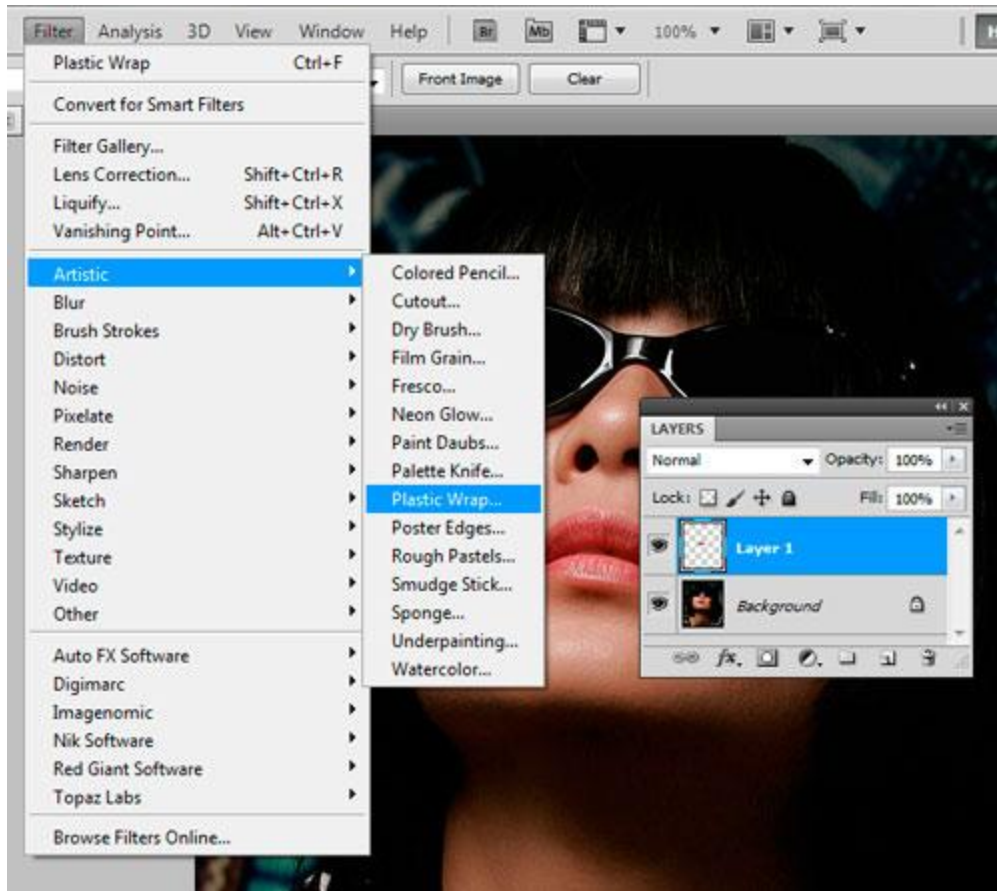 Filter Analysis 3D View Window Help Br Mb 100%
Front Image Clear
Plastic Wrap Ctrl+F
Convert for Smart Filters
Filter Gallery...
Lens Correction... Shift+Ctrl+R
Liquify... Shift+Ctrl+X
Vanishing Point... Alt+Ctrl+V
Artistic
Blur
Brush Strokes
Distort
Noise
Pixelate
Render
Sharpen
Sketch
Stylize
Texture
Video
Other
Auto FX Software
Digimarc
Imagenomic
Nik Software
Red Giant Software
Topaz Labs
Browse Filters Online...
Colored Pencil...
Cutout...
Dry Brush...
Film Grain...
Fresco...
Neon Glow...
Paint Daubs...
Palette Knife...
Plastic Wrap...
Poster Edges...
Rough Pastels...
Smudge Stick...
Sponge...
Underpainting...
Watercolor...
LAYERS
Normal Opacity: 100%
Lock: Fill: 100%
Layer 1
Background
fx.